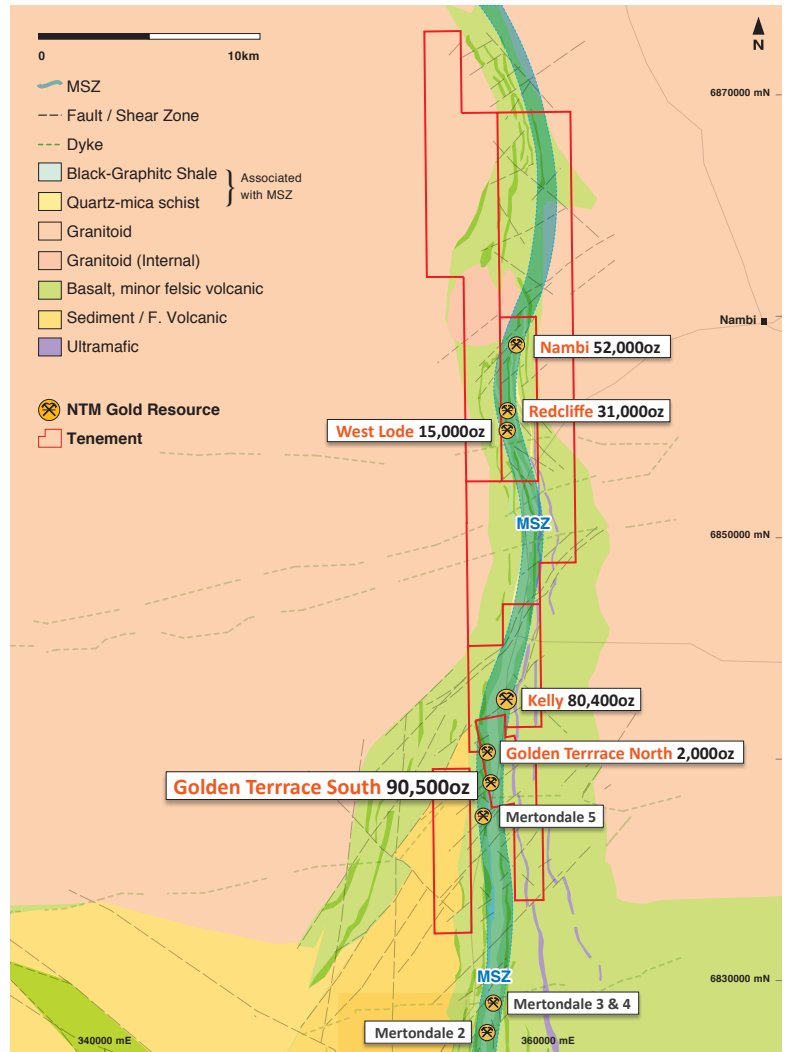 0 10km
N
MSZ
Fault / Shear Zone
Dyke
Black-Graphitc Shale
Quartz-mica schist
Associated
with MSZ
Granitoid
Granitoid (Internal)
Basalt, minor felsic volcanic
Sediment / F. Volcanic
Ultramafic
NTM Gold Resource
Tenement
6870000 mN
Nambi
Nambi 52,000oz
Redcliffe 31,000oz
West Lode 15,000oz
MSZ
6850000 mN
Kelly 80,400oz
Golden Terrrace North 2,000oz
Golden Terrrace South 90,500oz
Mertondale 5
MSZ
6830000 mN
Mertondale 3 & 4
Mertondale 2
340000 mE
360000 mE